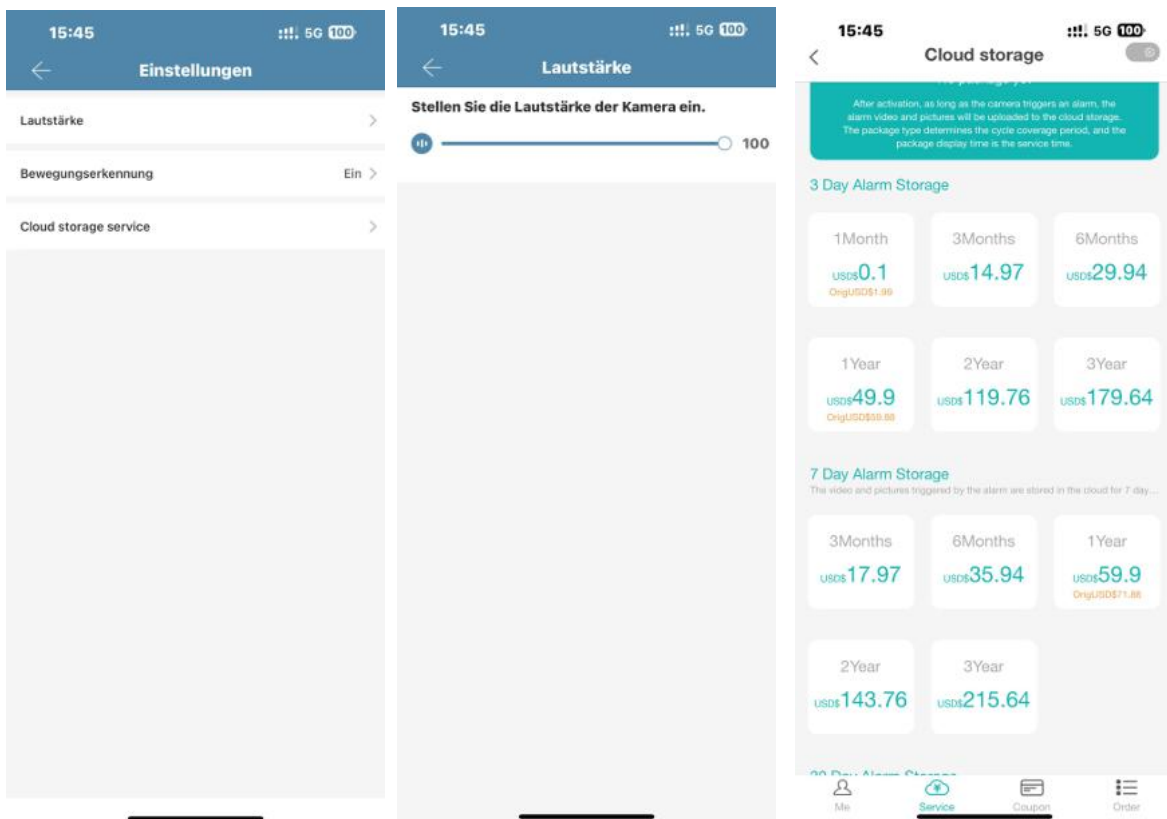 15:45
5G 100
Einstellungen
Lautstärke
Bewegungserkennung Ein
Cloud storage service
15:45
5G 100
Lautstärke
Stellen Sie die Lautstärke der Kamera ein.
100
15:45
5G 100
Cloud storage
After activation, as long as the camera triggers an alarm, the
alarm video and pictures will be uploaded to the cloud storage.
The package type determines the cycle coverage period, and the
package display time is the service time.
3 Day Alarm Storage
1Month 3Months 6Months
USD$0.1 USD$14.97 USD$29.94
OrigUSD$1.99
1Year 2Year 3Year
USD$49.9 USD$119.76 USD$179.64
7 Day Alarm Storage
The video and pictures triggered by the alarm are stored in the cloud for 7 day...
3Months 6Months 1Year
USD$17.97 USD$35.94 USD$59.9
OrigUSD$71.88
2Year 3Year
USD$143.76 USD$215.64
Me Service Coupon Order